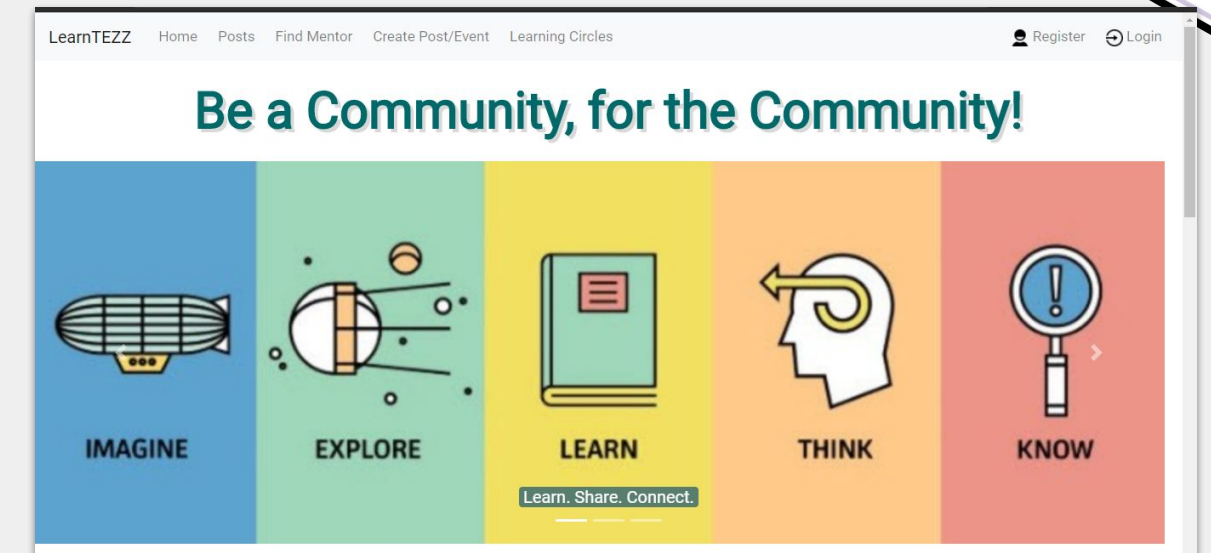 LearnTEZZ Home Posts Find Mentor Create Post/Event Learning Circles Register Login
Be a Community, for the Community!
IMAGINE EXPLORE LEARN THINK KNOW
Learn. Share. Connect.